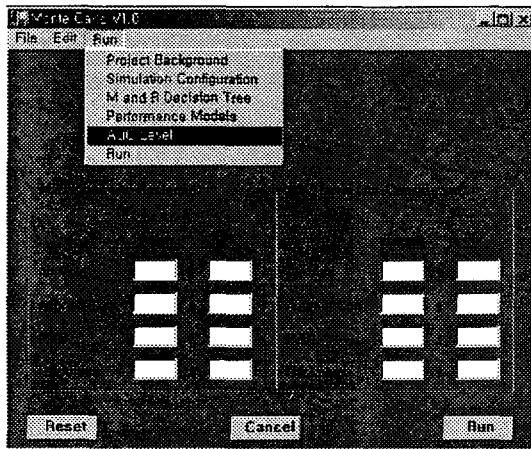 Monte Carlo V1.0
File Edit Run
Project Background
Simulation Configuration
M and R Decision Tree
Performance Models
Level
Run
Reset Cancel Run